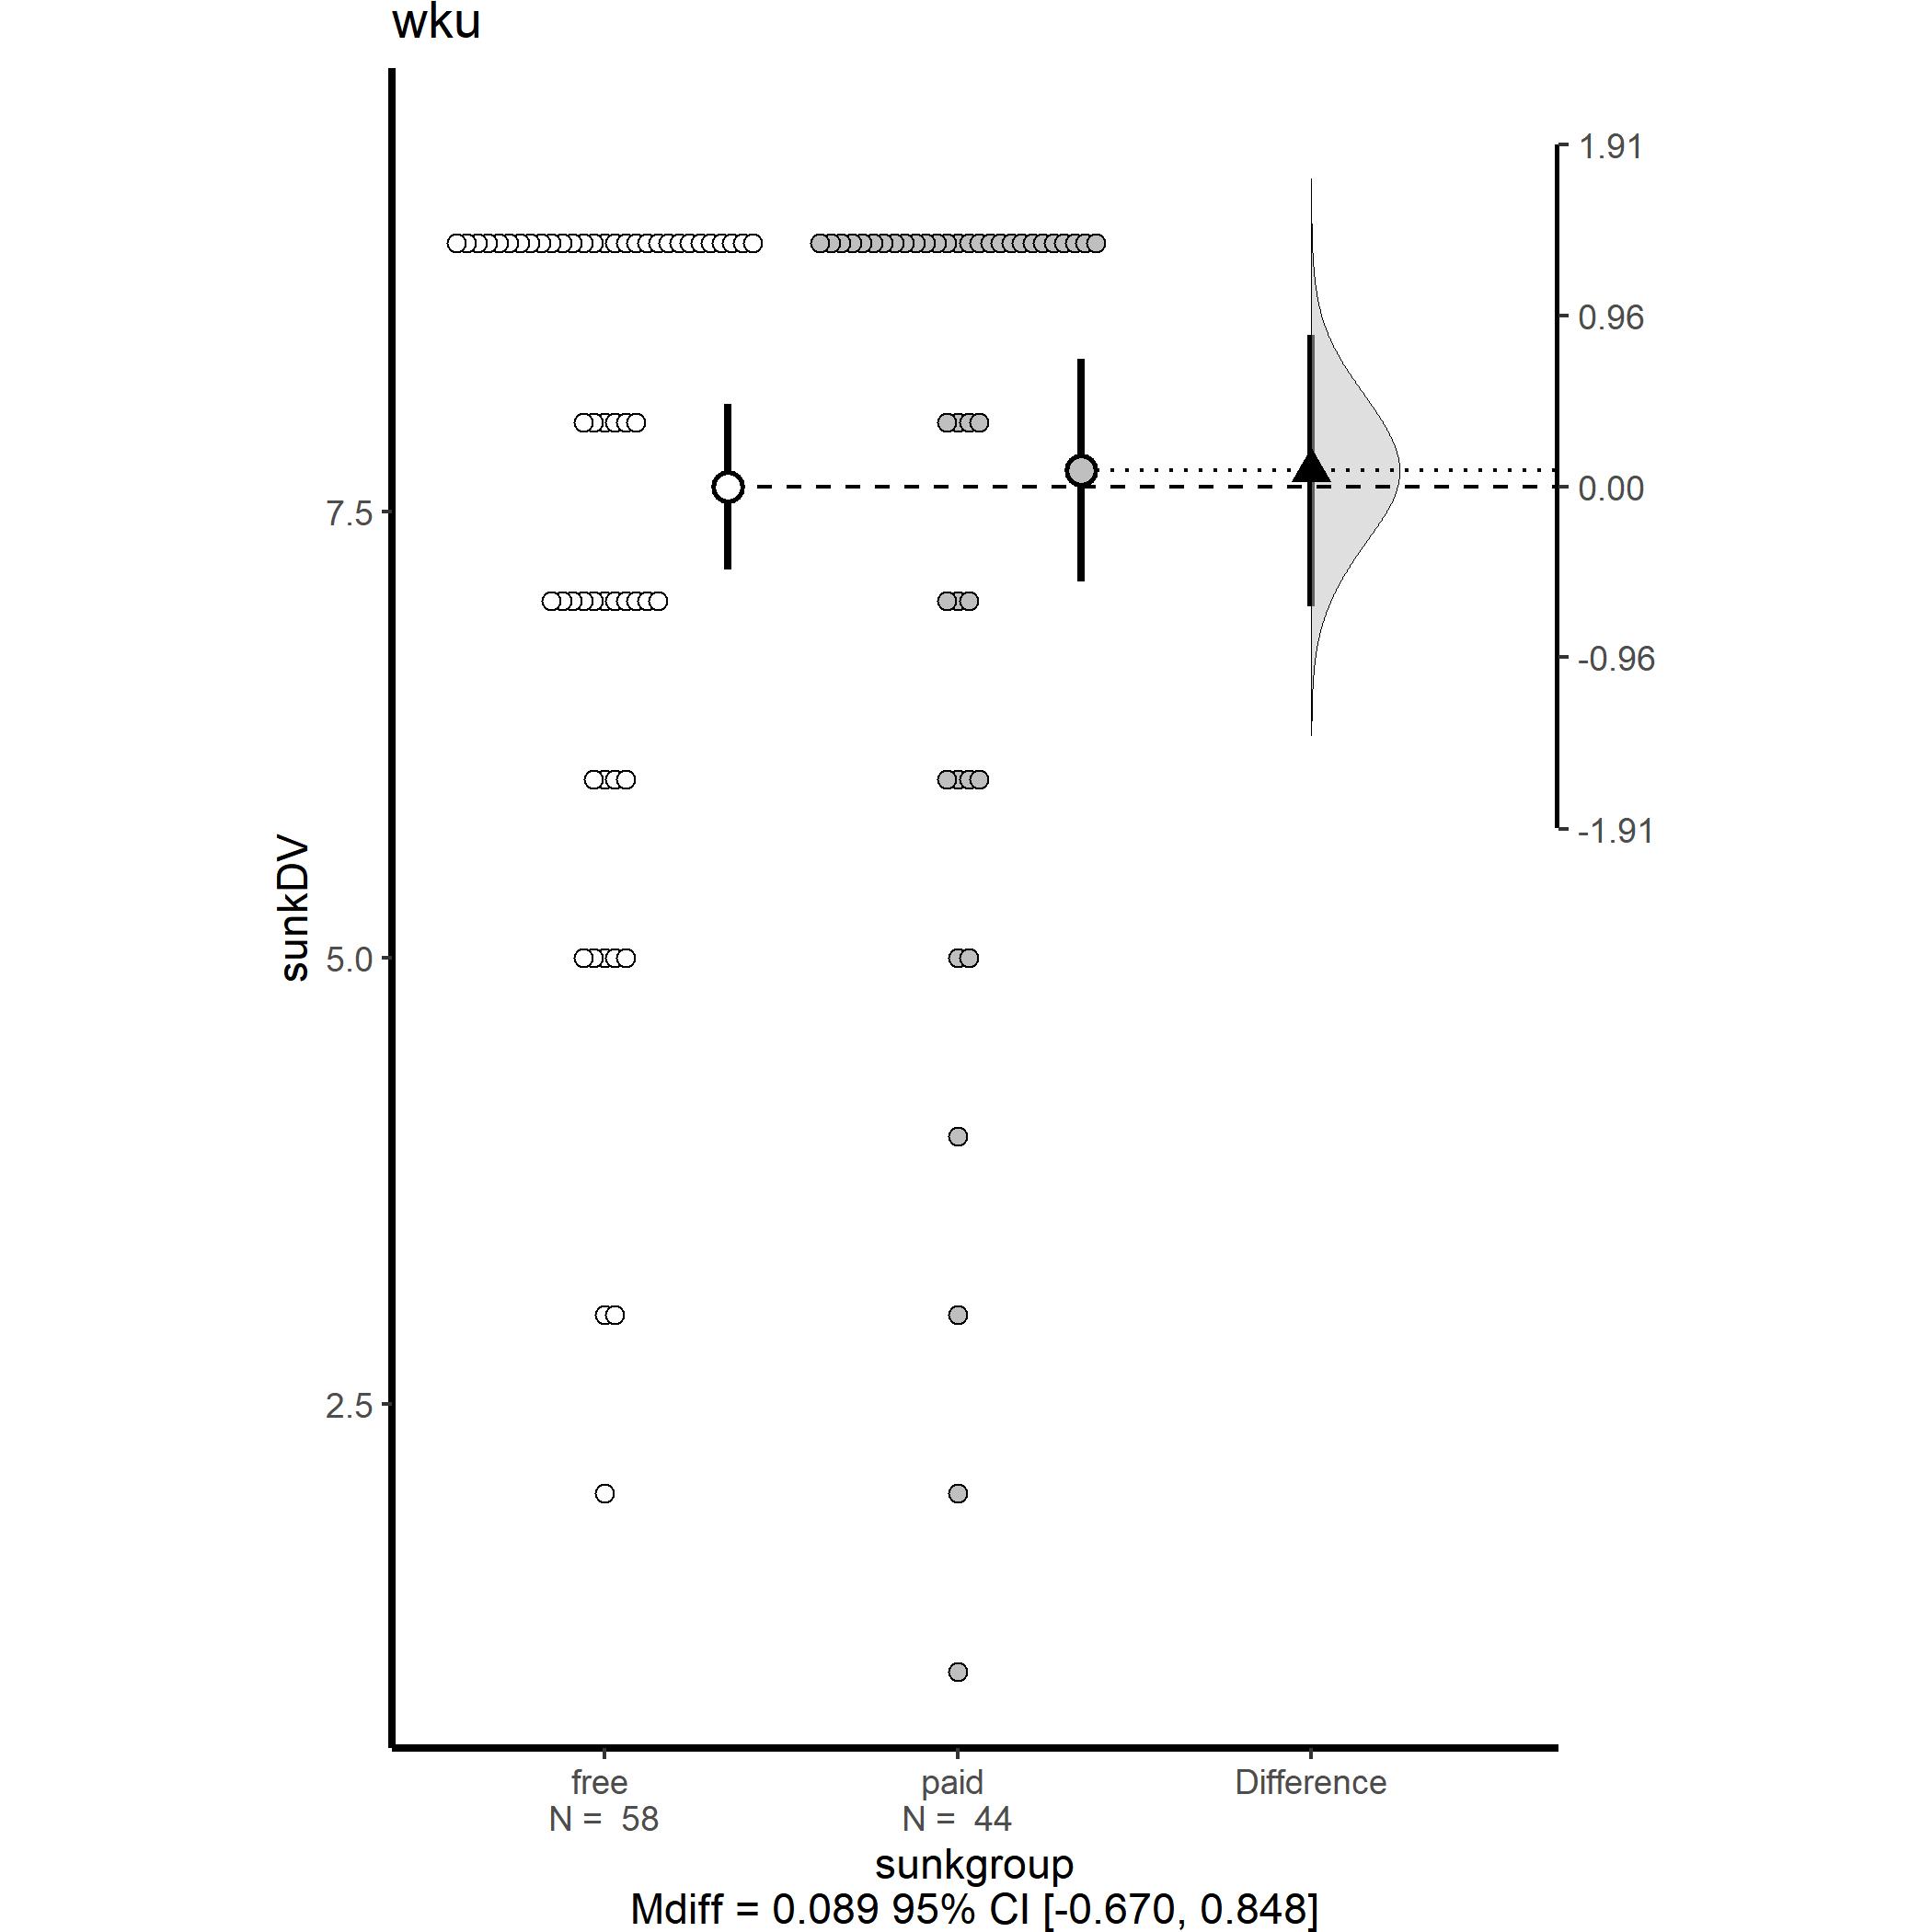 wku
1.91
0.96
0.00
-0.96
-1.91
7.5
5.0
2.5
sunkDV
free
N =  58
paid
N =  44
Difference
sunkgroup
Mdiff = 0.089 95% CI [-0.670, 0.848]